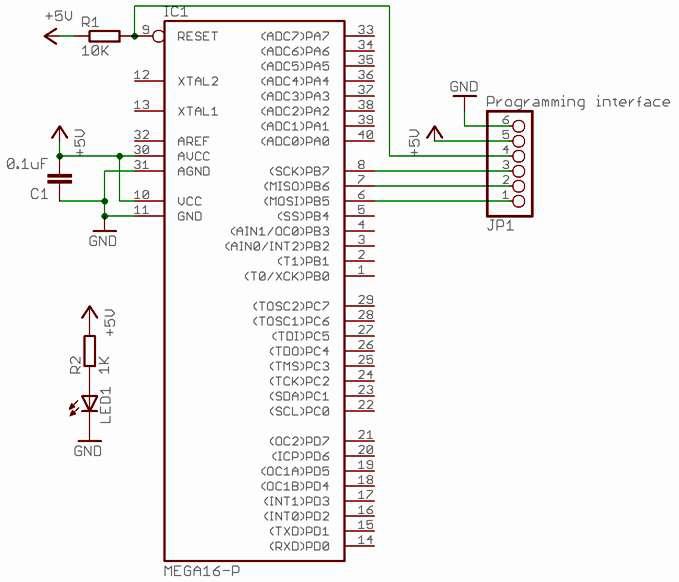 IC1
+5V
R1
10K
9 RESET
12 XTAL2
13 XTAL1
32 AREF
30 AVCC
31 AGND
10 VCC
11 GND
+5V
0.1uF
C1
GND
+5V
R2
1K
LED1
GND
(ADC7)PA7 33
(ADC6)PA6 34
(ADC5)PA5 35
(ADC4)PA4 36
(ADC3)PA3 37
(ADC2)PA2 38
(ADC1)PA1 39
(ADC0)PA0 40
(SCK)PB7 8
(MISO)PB6 7
(MOSI)PB5 6
(SS)PB4 5
(AIN1/OC0)PB3 4
(AIN0/INT2)PB2 3
(T1)PB1 2
(T0/XCK)PB0 1
(TOSC2)PC7 29
(TOSC1)PC6 28
(TDI)PC5 27
(TDO)PC4 26
(TMS)PC3 25
(TCK)PC2 24
(SDA)PC1 23
(SCL)PC0 22
(OC2)PD7 21
(ICP)PD6 20
(OC1A)PD5 19
(OC1B)PD4 18
(INT1)PD3 17
(INT0)PD2 16
(TXD)PD1 15
(RXD)PD0 14
MEGA16-P
GND
Programming interface
+5V
6
5
4
3
2
1
JP1